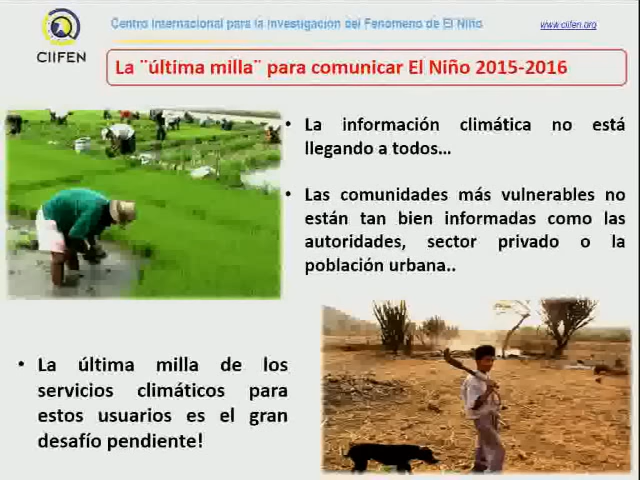 Centro Internacional para la Investigación del Fenómeno de El Niño
www.ciifen.org
CIIFEN
La ¨última milla¨ para comunicar El Niño 2015-2016
• La información climática no está
llegando a todos…
• Las comunidades más vulnerables no
están tan bien informadas como las
autoridades, sector privado o la
población urbana..
• La última milla de los
servicios climáticos para
estos usuarios es el gran
desafío pendiente!